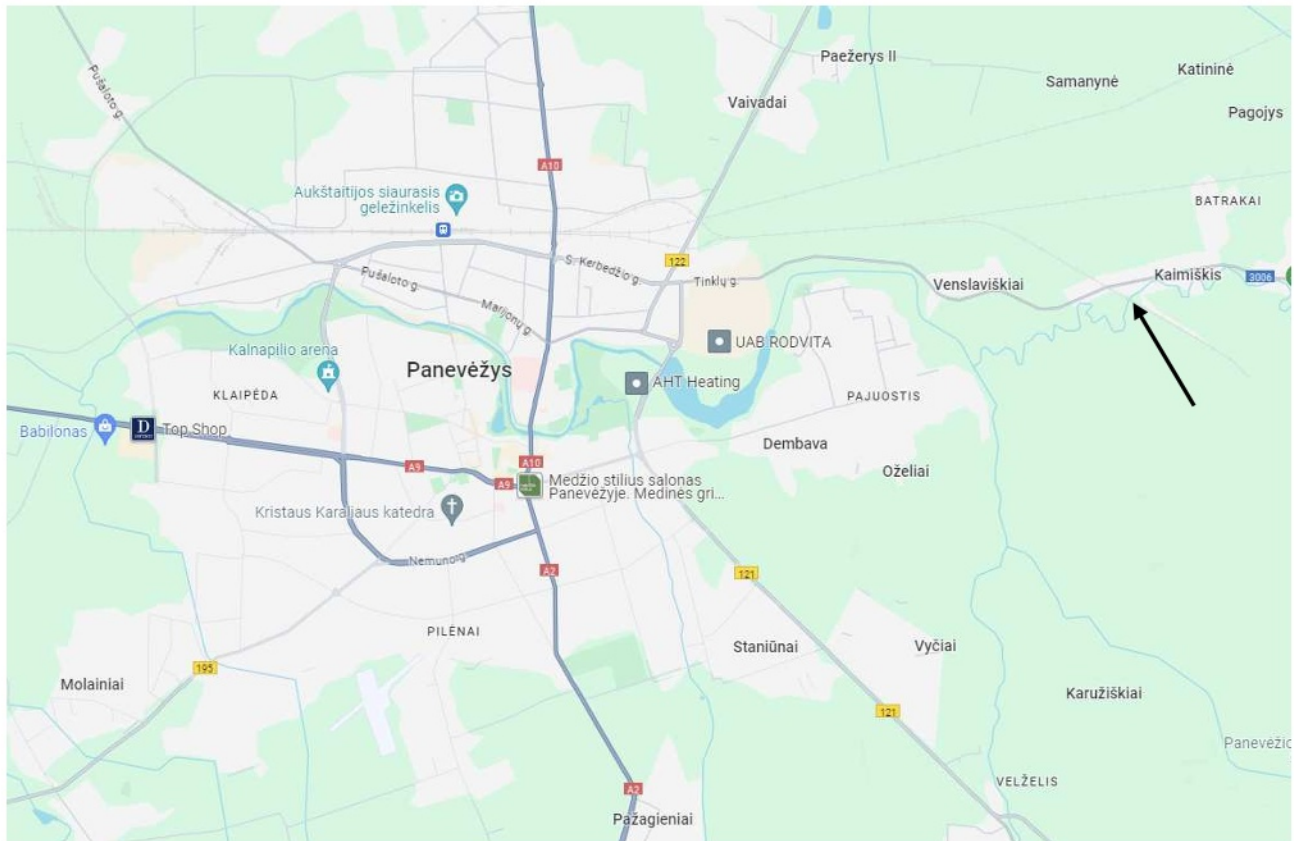 Paežerys II
Katininė
Samanynė
Pušaloto g.
Vaivadai
Pagojys
A10
Aukštaitijos siaurasis
geležinkelis
BATRAKAI
S. Kerbedžio g.
122
Pušaloto g.
Tinklų g.
Venslaviškiai
Kaimiškis
3006
Marijonų g.
UAB RODVITA
Kalnapilio arena
Panevėžys
AHT Heating
KLAIPĖDA
PAJUOSTIS
Babilonas
D
Top Shop
Dembava
A9
A10
Oželiai
A9
Medžio stilius salonas
Panevėžyje. Medinės gri...
Kristaus Karaliaus katedra
Nemuno g.
A2
121
PILĖNAI
Staniūnai
Vyčiai
195
Molainiai
Karužiškiai
121
Panevėžio
VELŽELIS
A2
Pažagieniai